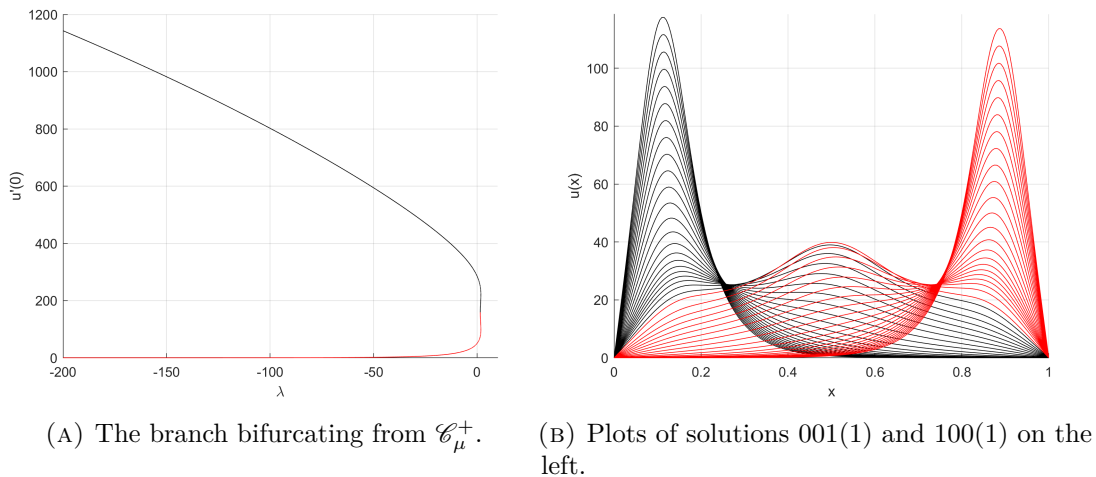 1200
1000
800
600
400
200
0
u'(0)
-200 -150 -100 -50 0
λ
100
80
60
40
20
0
u(x)
0 0.2 0.4 0.6 0.8 1
x
(A) The branch bifurcating from 𝒞⁺_μ.
(B) Plots of solutions 001(1) and 100(1) on the
left.